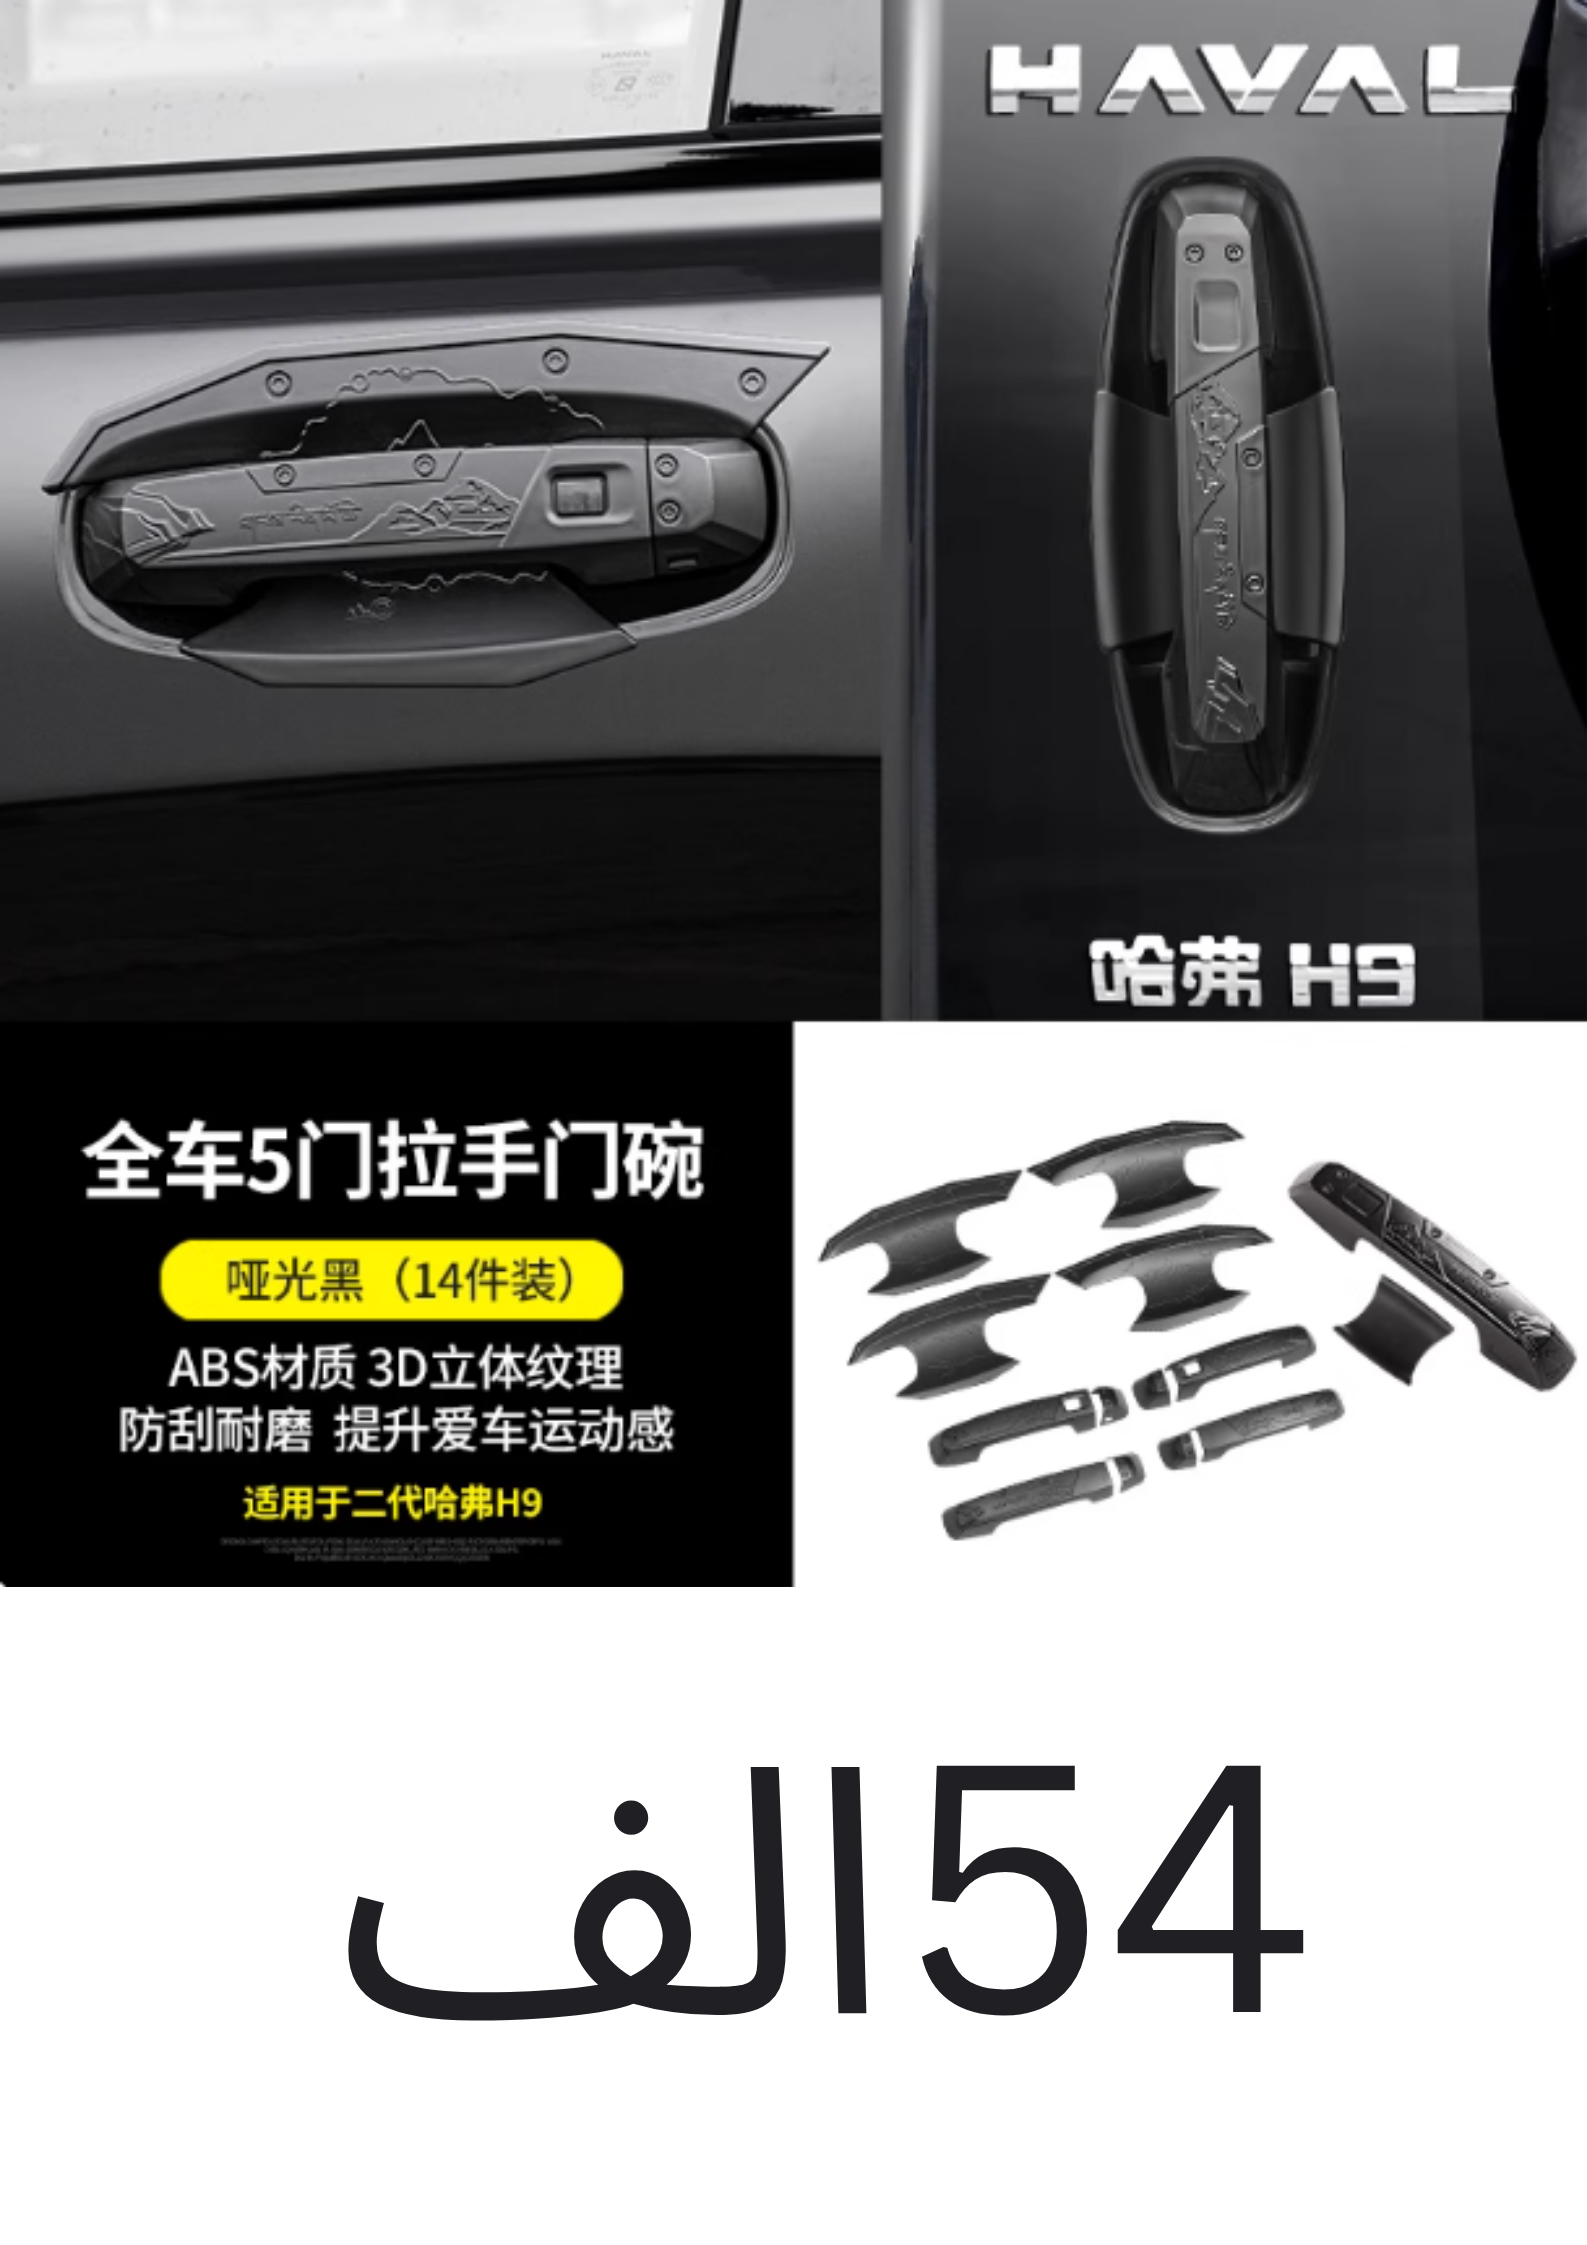 HAVAL
哈弗 H9
全车5门拉手门碗
哑光黑（14件装）
ABS材质 3D立体纹理
防刮耐磨 提升爱车运动感
适用于二代哈弗H9
54الف